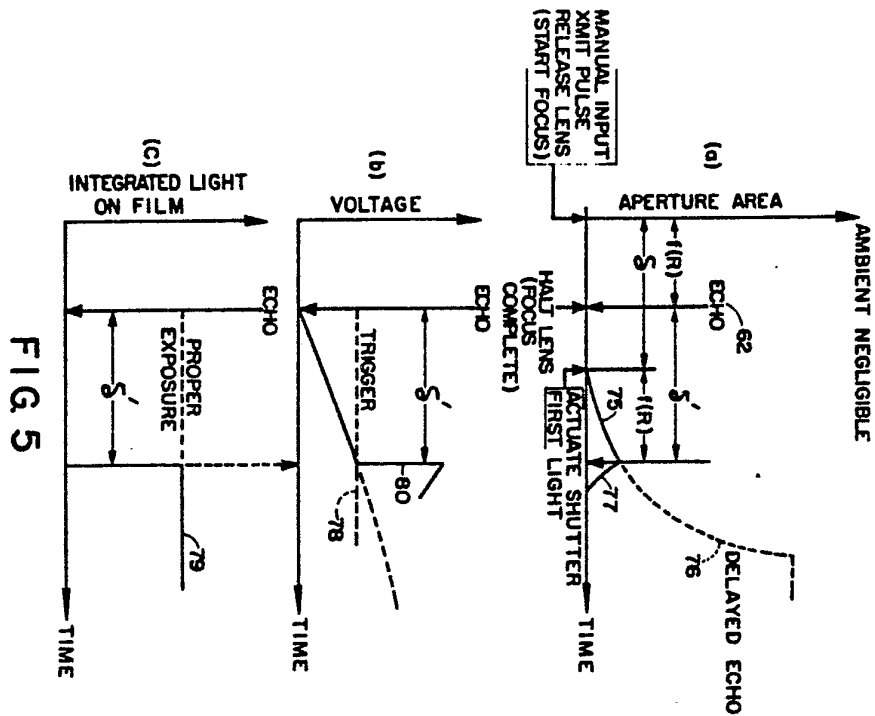 AMBIENT NEGLIGIBLE
(a)
APERTURE AREA
MANUAL INPUT
XMIT PULSE
RELEASE LENS
(START FOCUS)
f(R)
δ
ECHO
62
δ'
f(R)
75
77
76
DELAYED ECHO
HALT LENS
(FOCUS
COMPLETE)
ACTUATE SHUTTER
FIRST LIGHT
TIME
(b)
VOLTAGE
ECHO
δ'
TRIGGER
80
78
TIME
(c)
INTEGRATED LIGHT
ON FILM
ECHO
PROPER
EXPOSURE
δ'
79
TIME
FIG. 5